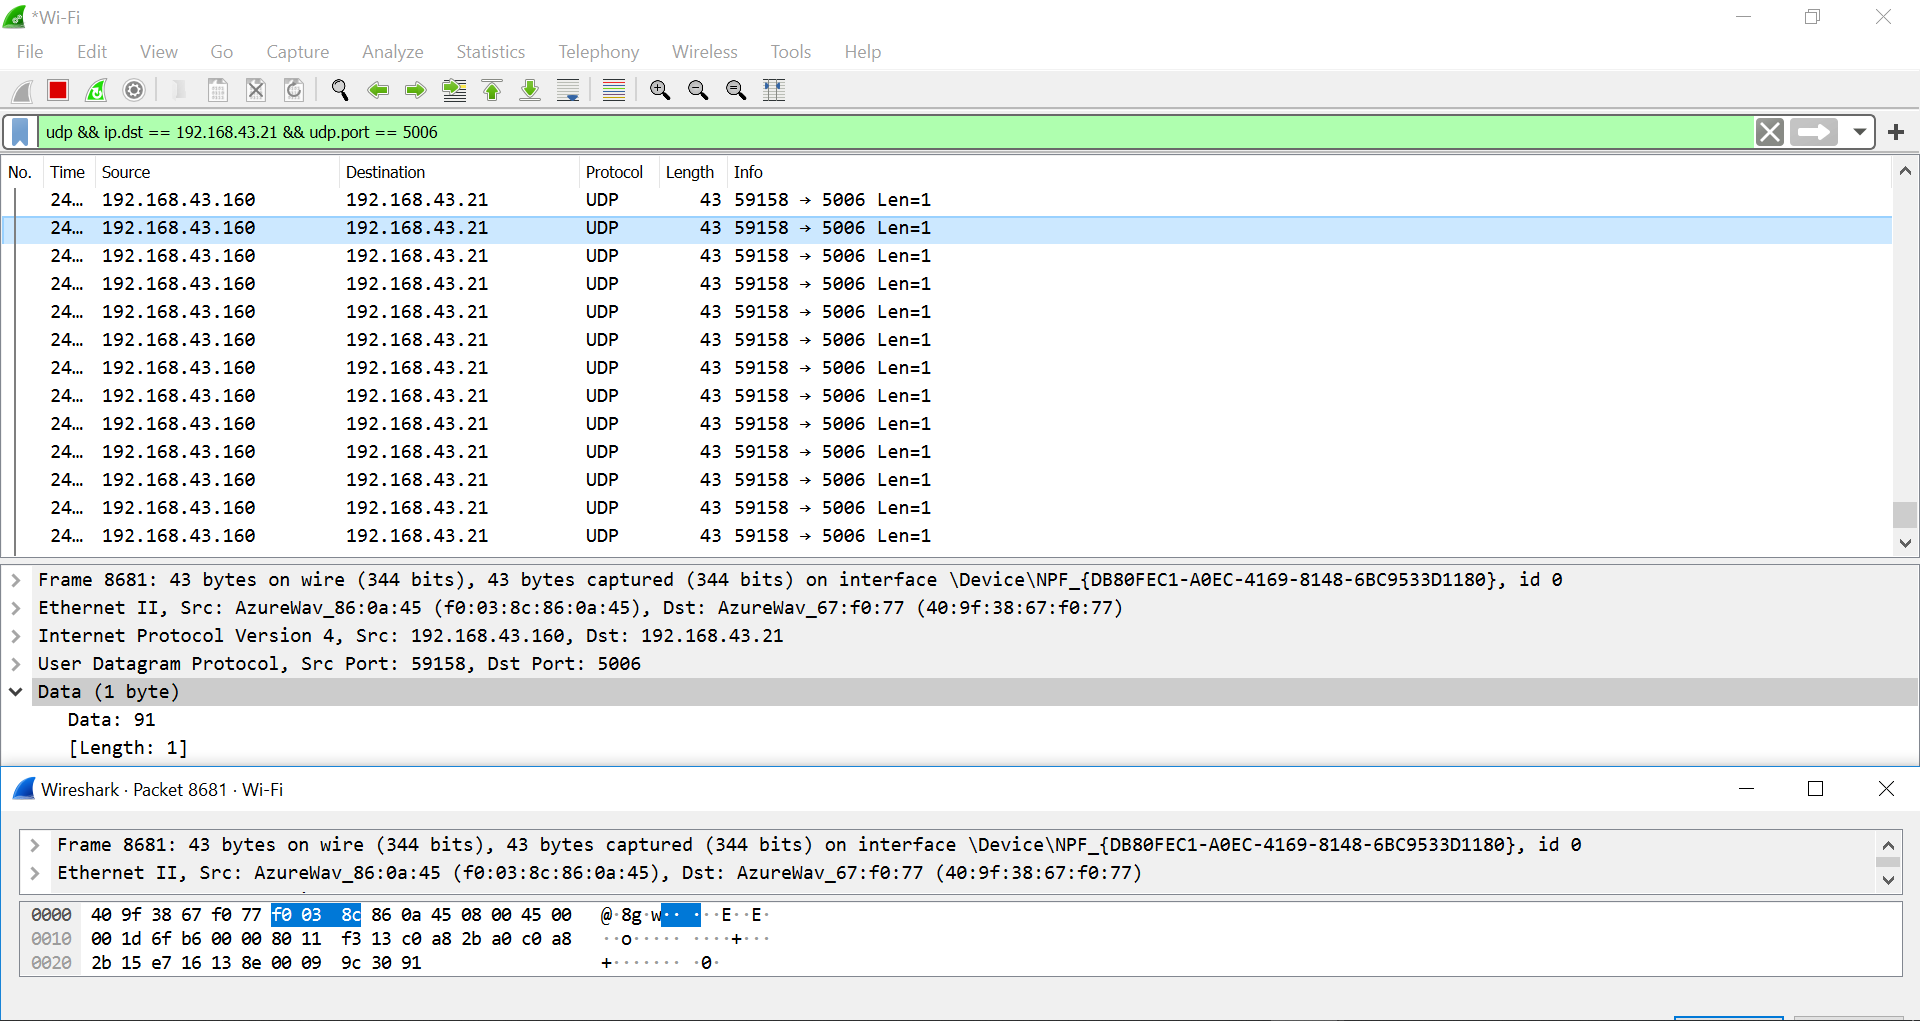 *Wi-Fi
File Edit View Go Capture Analyze Statistics Telephony Wireless Tools Help
udp && ip.dst == 192.168.43.21 && udp.port == 5006
No. Time Source Destination Protocol Length Info
24… 192.168.43.160 192.168.43.21 UDP 43 59158 → 5006 Len=1
24… 192.168.43.160 192.168.43.21 UDP 43 59158 → 5006 Len=1
24… 192.168.43.160 192.168.43.21 UDP 43 59158 → 5006 Len=1
24… 192.168.43.160 192.168.43.21 UDP 43 59158 → 5006 Len=1
24… 192.168.43.160 192.168.43.21 UDP 43 59158 → 5006 Len=1
24… 192.168.43.160 192.168.43.21 UDP 43 59158 → 5006 Len=1
24… 192.168.43.160 192.168.43.21 UDP 43 59158 → 5006 Len=1
24… 192.168.43.160 192.168.43.21 UDP 43 59158 → 5006 Len=1
24… 192.168.43.160 192.168.43.21 UDP 43 59158 → 5006 Len=1
24… 192.168.43.160 192.168.43.21 UDP 43 59158 → 5006 Len=1
24… 192.168.43.160 192.168.43.21 UDP 43 59158 → 5006 Len=1
24… 192.168.43.160 192.168.43.21 UDP 43 59158 → 5006 Len=1
24… 192.168.43.160 192.168.43.21 UDP 43 59158 → 5006 Len=1
Frame 8681: 43 bytes on wire (344 bits), 43 bytes captured (344 bits) on interface \Device\NPF_{DB80FEC1-A0EC-4169-8148-6BC9533D1180}, id 0
Ethernet II, Src: AzureWav_86:0a:45 (f0:03:8c:86:0a:45), Dst: AzureWav_67:f0:77 (40:9f:38:67:f0:77)
Internet Protocol Version 4, Src: 192.168.43.160, Dst: 192.168.43.21
User Datagram Protocol, Src Port: 59158, Dst Port: 5006
Data (1 byte)
Data: 91
[Length: 1]
Wireshark · Packet 8681 · Wi-Fi
Frame 8681: 43 bytes on wire (344 bits), 43 bytes captured (344 bits) on interface \Device\NPF_{DB80FEC1-A0EC-4169-8148-6BC9533D1180}, id 0
Ethernet II, Src: AzureWav_86:0a:45 (f0:03:8c:86:0a:45), Dst: AzureWav_67:f0:77 (40:9f:38:67:f0:77)
0000 40 9f 38 67 f0 77 f0 03 8c 86 0a 45 08 00 45 00 @·8g·w·· ···E··E·
0010 00 1d 6f b6 00 00 80 11 f3 13 c0 a8 2b a0 c0 a8 ··o····· ····+···
0020 2b 15 e7 16 13 8e 00 09 9c 30 91 +······· ·0·